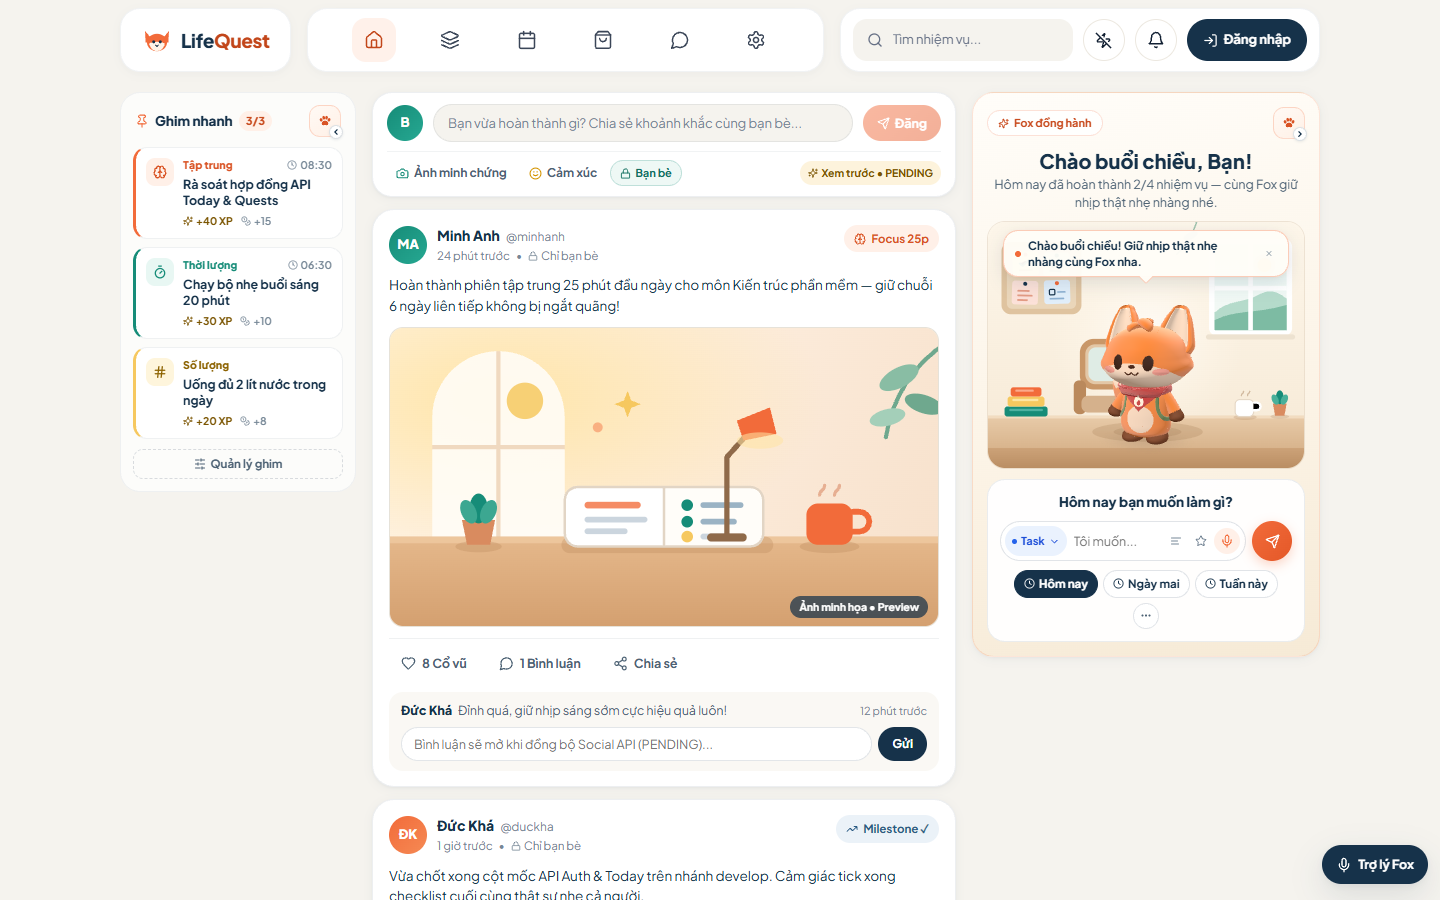 LifeQuest
Tìm nhiệm vụ...
Đăng nhập
Ghim nhanh 3/3
Tập trung 08:30
Rà soát hợp đồng API
Today & Quests
+40 XP +15
Thời lượng 06:30
Chạy bộ nhẹ buổi sáng
20 phút
+30 XP +10
Số lượng
Uống đủ 2 lít nước trong
ngày
+20 XP +8
Quản lý ghim
B
Bạn vừa hoàn thành gì? Chia sẻ khoảnh khắc cùng bạn bè...
Đăng
Ảnh minh chứng
Cảm xúc
Bạn bè
Xem trước • PENDING
MA
Minh Anh @minhanh
24 phút trước • Chỉ bạn bè
Focus 25p
Hoàn thành phiên tập trung 25 phút đầu ngày cho môn Kiến trúc phần mềm — giữ chuỗi
6 ngày liên tiếp không bị ngắt quãng!
Ảnh minh họa • Preview
8 Cổ vũ
1 Bình luận
Chia sẻ
Đức Khá Đỉnh quá, giữ nhịp sáng sớm cực hiệu quả luôn! 12 phút trước
Bình luận sẽ mở khi đồng bộ Social API (PENDING)...
Gửi
ĐK
Đức Khá @duckha
1 giờ trước • Chỉ bạn bè
Milestone ✓
Vừa chốt xong cột mốc API Auth & Today trên nhánh develop. Cảm giác tick xong
checklist cuối cùng thật sự nhẹ cả người.
Fox đồng hành
Chào buổi chiều, Bạn!
Hôm nay đã hoàn thành 2/4 nhiệm vụ — cùng Fox giữ
nhịp thật nhẹ nhàng nhé.
Chào buổi chiều! Giữ nhịp thật nhẹ
nhàng cùng Fox nha.
Hôm nay bạn muốn làm gì?
Task
Tôi muốn...
Hôm nay
Ngày mai
Tuần này
Trợ lý Fox